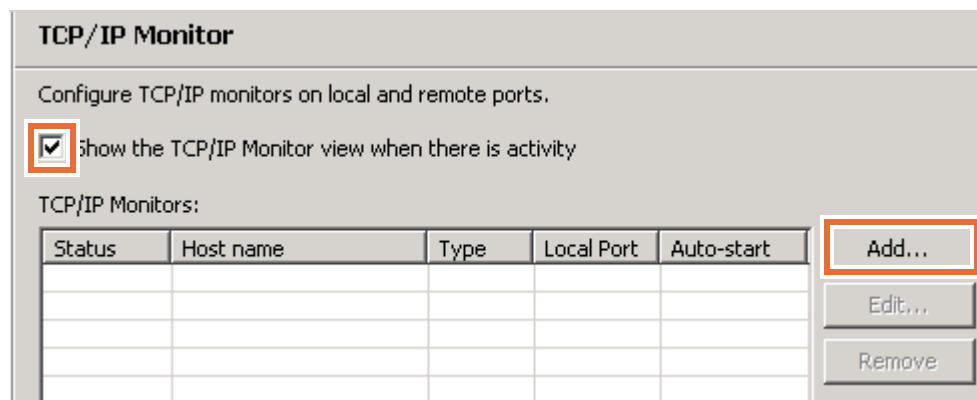 TCP/IP Monitor
Configure TCP/IP monitors on local and remote ports.
Show the TCP/IP Monitor view when there is activity
TCP/IP Monitors:
Status Host name Type Local Port Auto-start
Add...
Edit...
Remove